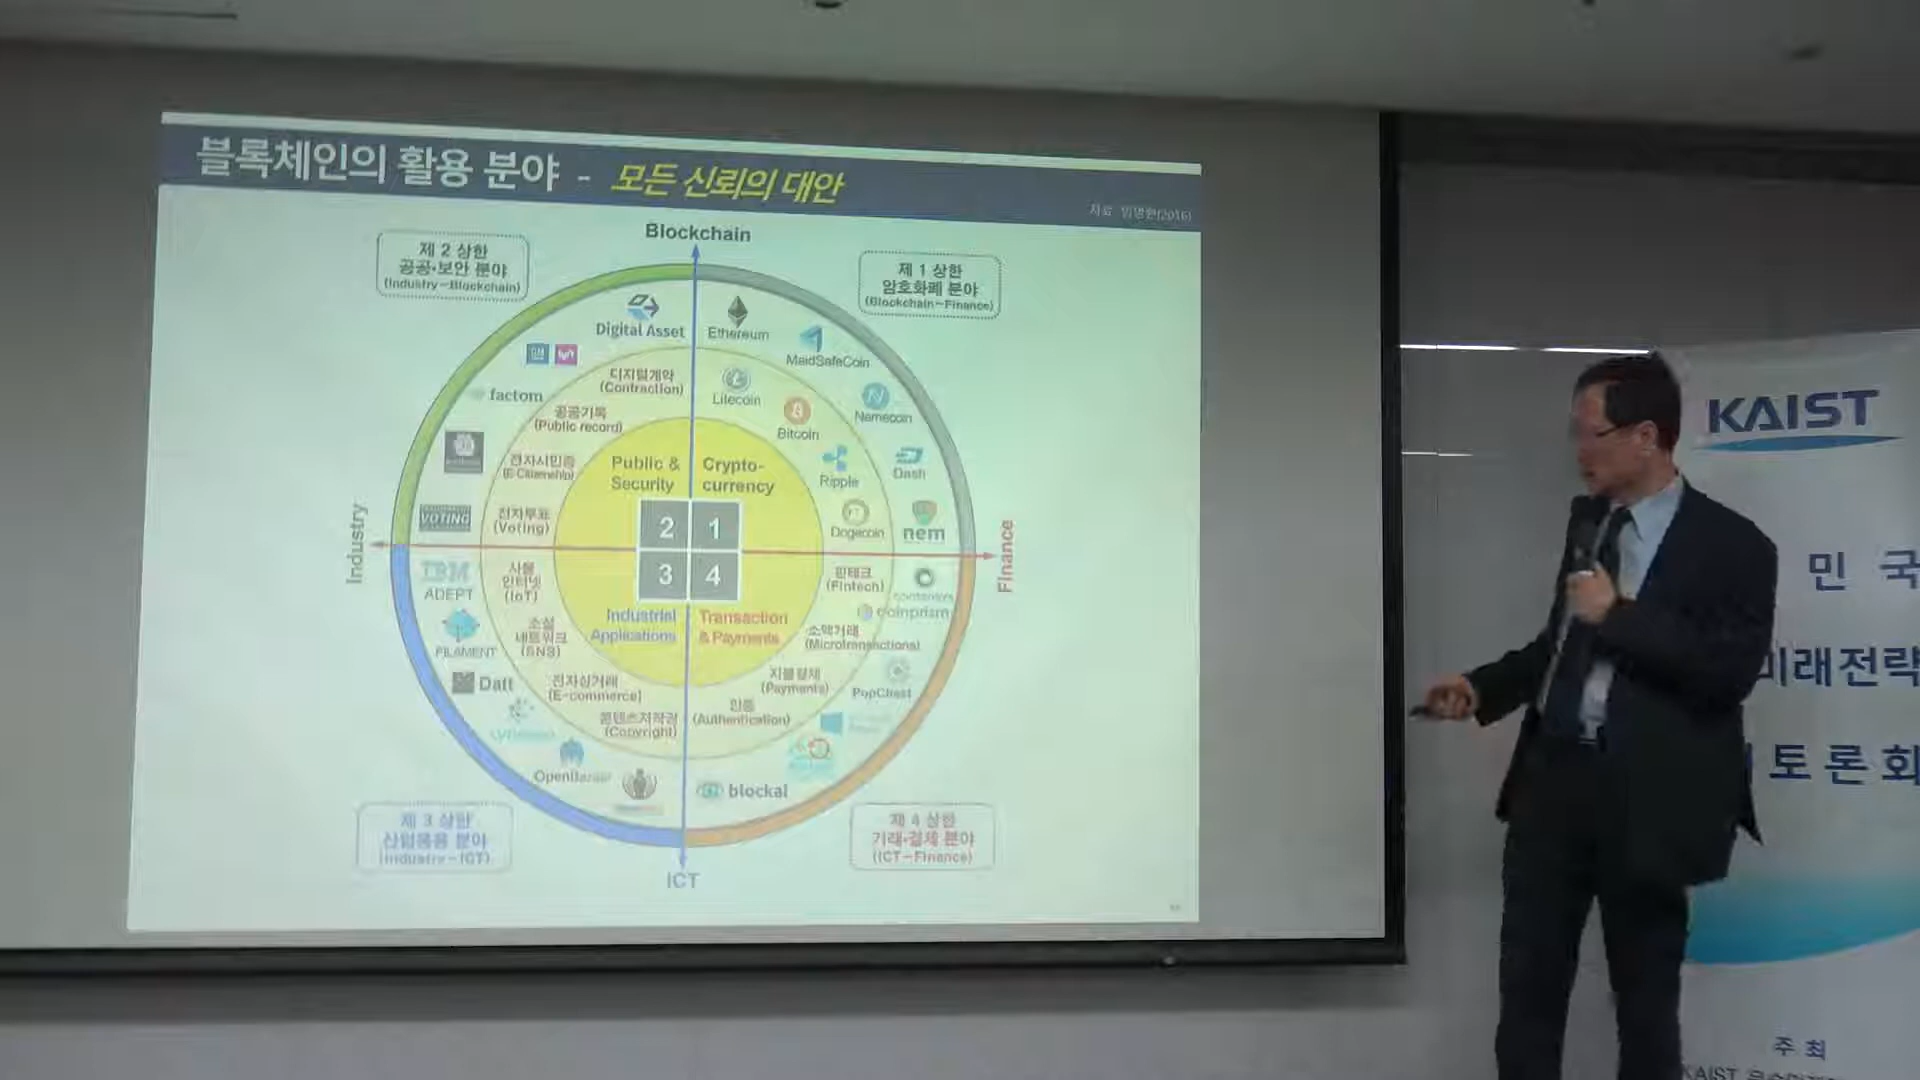 블록체인의 활용 분야 - 모든 신뢰의 대안
Blockchain
제 2 상한
공공·보안 분야
(Industry–Blockchain)
제 1 상한
암호화폐 분야
(Blockchain–Finance)
Digital Asset
Ethereum
MaidSafeCoin
GM lyft
factom
디지털계약
(Contraction)
Litecoin
Namecoin
공공기록
(Public record)
Bitcoin
전자시민증
(E-Citizenship)
Public &
Security
Crypto-
currency
Ripple
Dash
VOTING
전자투표
(Voting)
2 1
Dogecoin
nem
Industry
Finance
IBM
ADEPT
사물
인터넷
(IoT)
3 4
핀테크
(Fintech)
coinprism
FILAMENT
소셜
네트워크
(SNS)
Industrial
Applications
Transaction
& Payments
소액거래
(Microtransactions)
Datt
전자상거래
(E-commerce)
지불결제
(Payments)
PopChest
콘텐츠저작권
(Copyright)
인증
(Authentication)
OpenBazaar
blockai
제 3 상한
산업응용 분야
(Industry–ICT)
제 4 상한
거래·결제 분야
(ICT–Finance)
ICT
KAIST
민 국
미래전략
토론회
주 최
KAIST